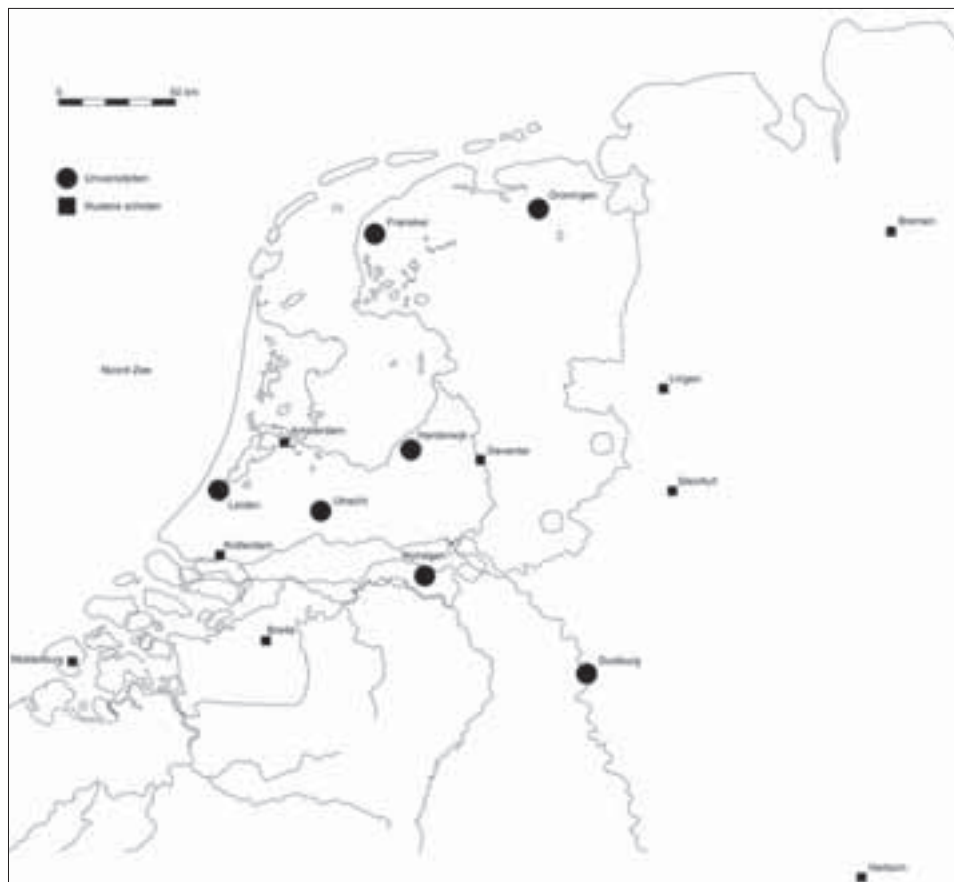 0 50 km
Universiteiten
Illustere scholen
Groningen
Franeker
Bremen
Noord-Zee
Lingen
Amsterdam
Harderwijk
Deventer
Steinfurt
Leiden
Utrecht
Rotterdam
Nijmegen
Breda
Middelburg
Duisburg
Herborn